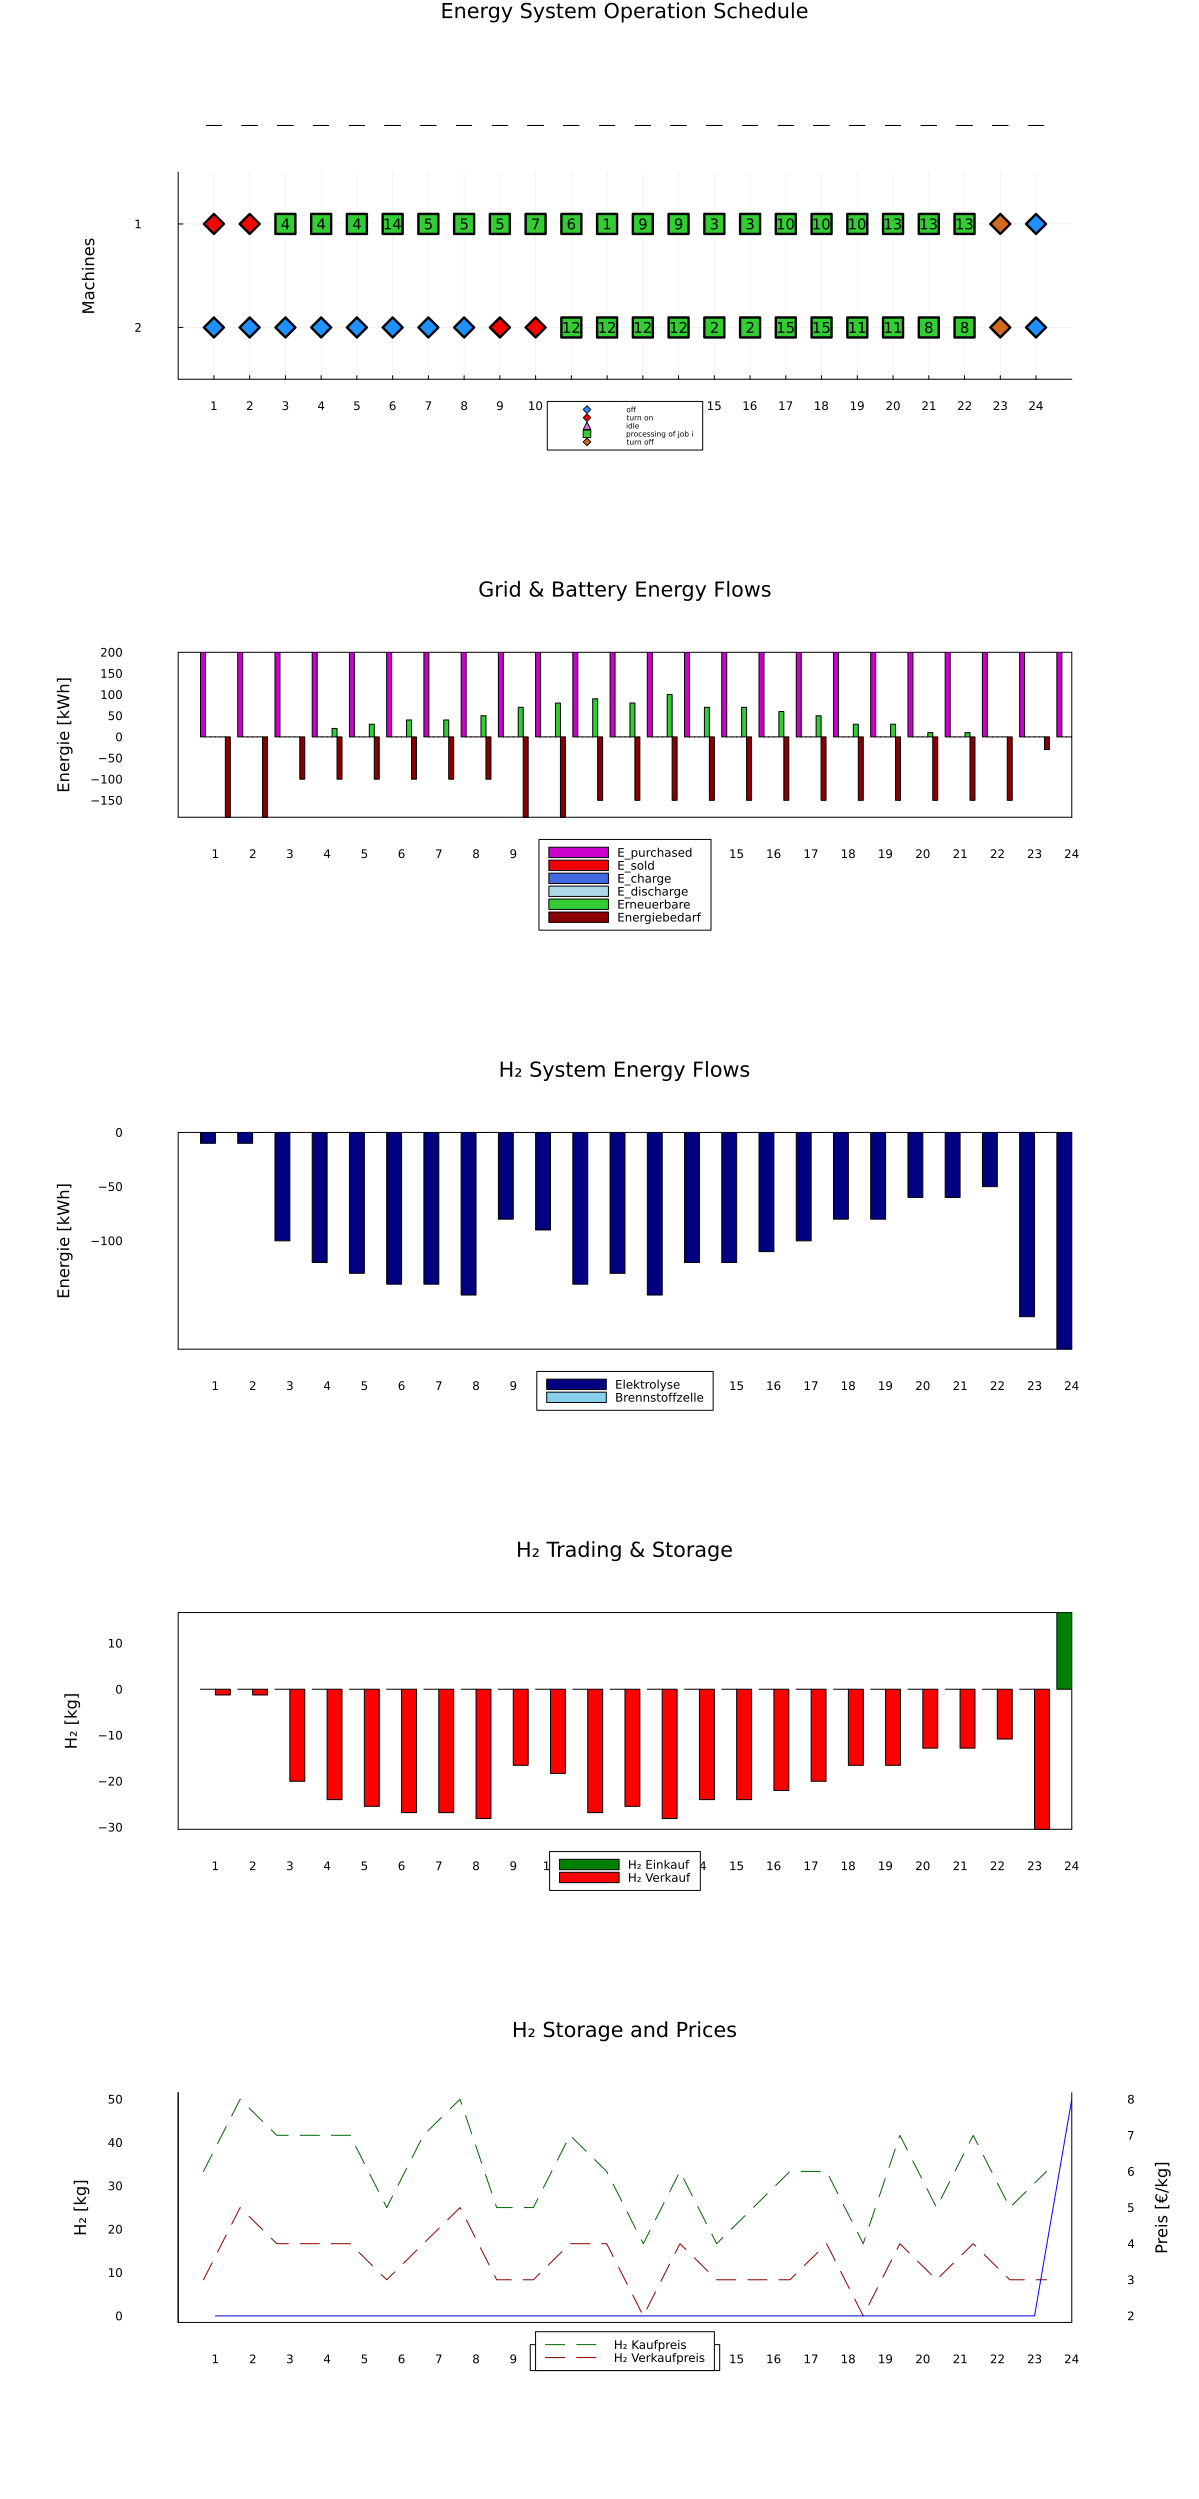 Energy System Operation Schedule
Machines
1
4 4 4 14 5 5 5 7 6 1 9 9 3 3 10 10 10 13 13 13
2
12 12 12 12 2 2 15 15 11 11 8 8
1 2 3 4 5 6 7 8 9 10 15 16 17 18 19 20 21 22 23 24
off
turn on
idle
processing of job i
turn off
Grid & Battery Energy Flows
Energie [kWh]
200
150
100
50
0
−50
−100
−150
1 2 3 4 5 6 7 8 9 15 16 17 18 19 20 21 22 23 24
E_purchased
E_sold
E_charge
E_discharge
Erneuerbare
Energiebedarf
H₂ System Energy Flows
Energie [kWh]
0
−50
−100
1 2 3 4 5 6 7 8 9 15 16 17 18 19 20 21 22 23 24
Elektrolyse
Brennstoffzelle
H₂ Trading & Storage
H₂ [kg]
10
0
−10
−20
−30
1 2 3 4 5 6 7 8 9 1 4 15 16 17 18 19 20 21 22 23 24
H₂ Einkauf
H₂ Verkauf
H₂ Storage and Prices
H₂ [kg]
50
40
30
20
10
0
8
7
6
5
4
3
2
Preis [€/kg]
1 2 3 4 5 6 7 8 9 15 16 17 18 19 20 21 22 23 24
H₂ Kaufpreis
H₂ Verkaufpreis